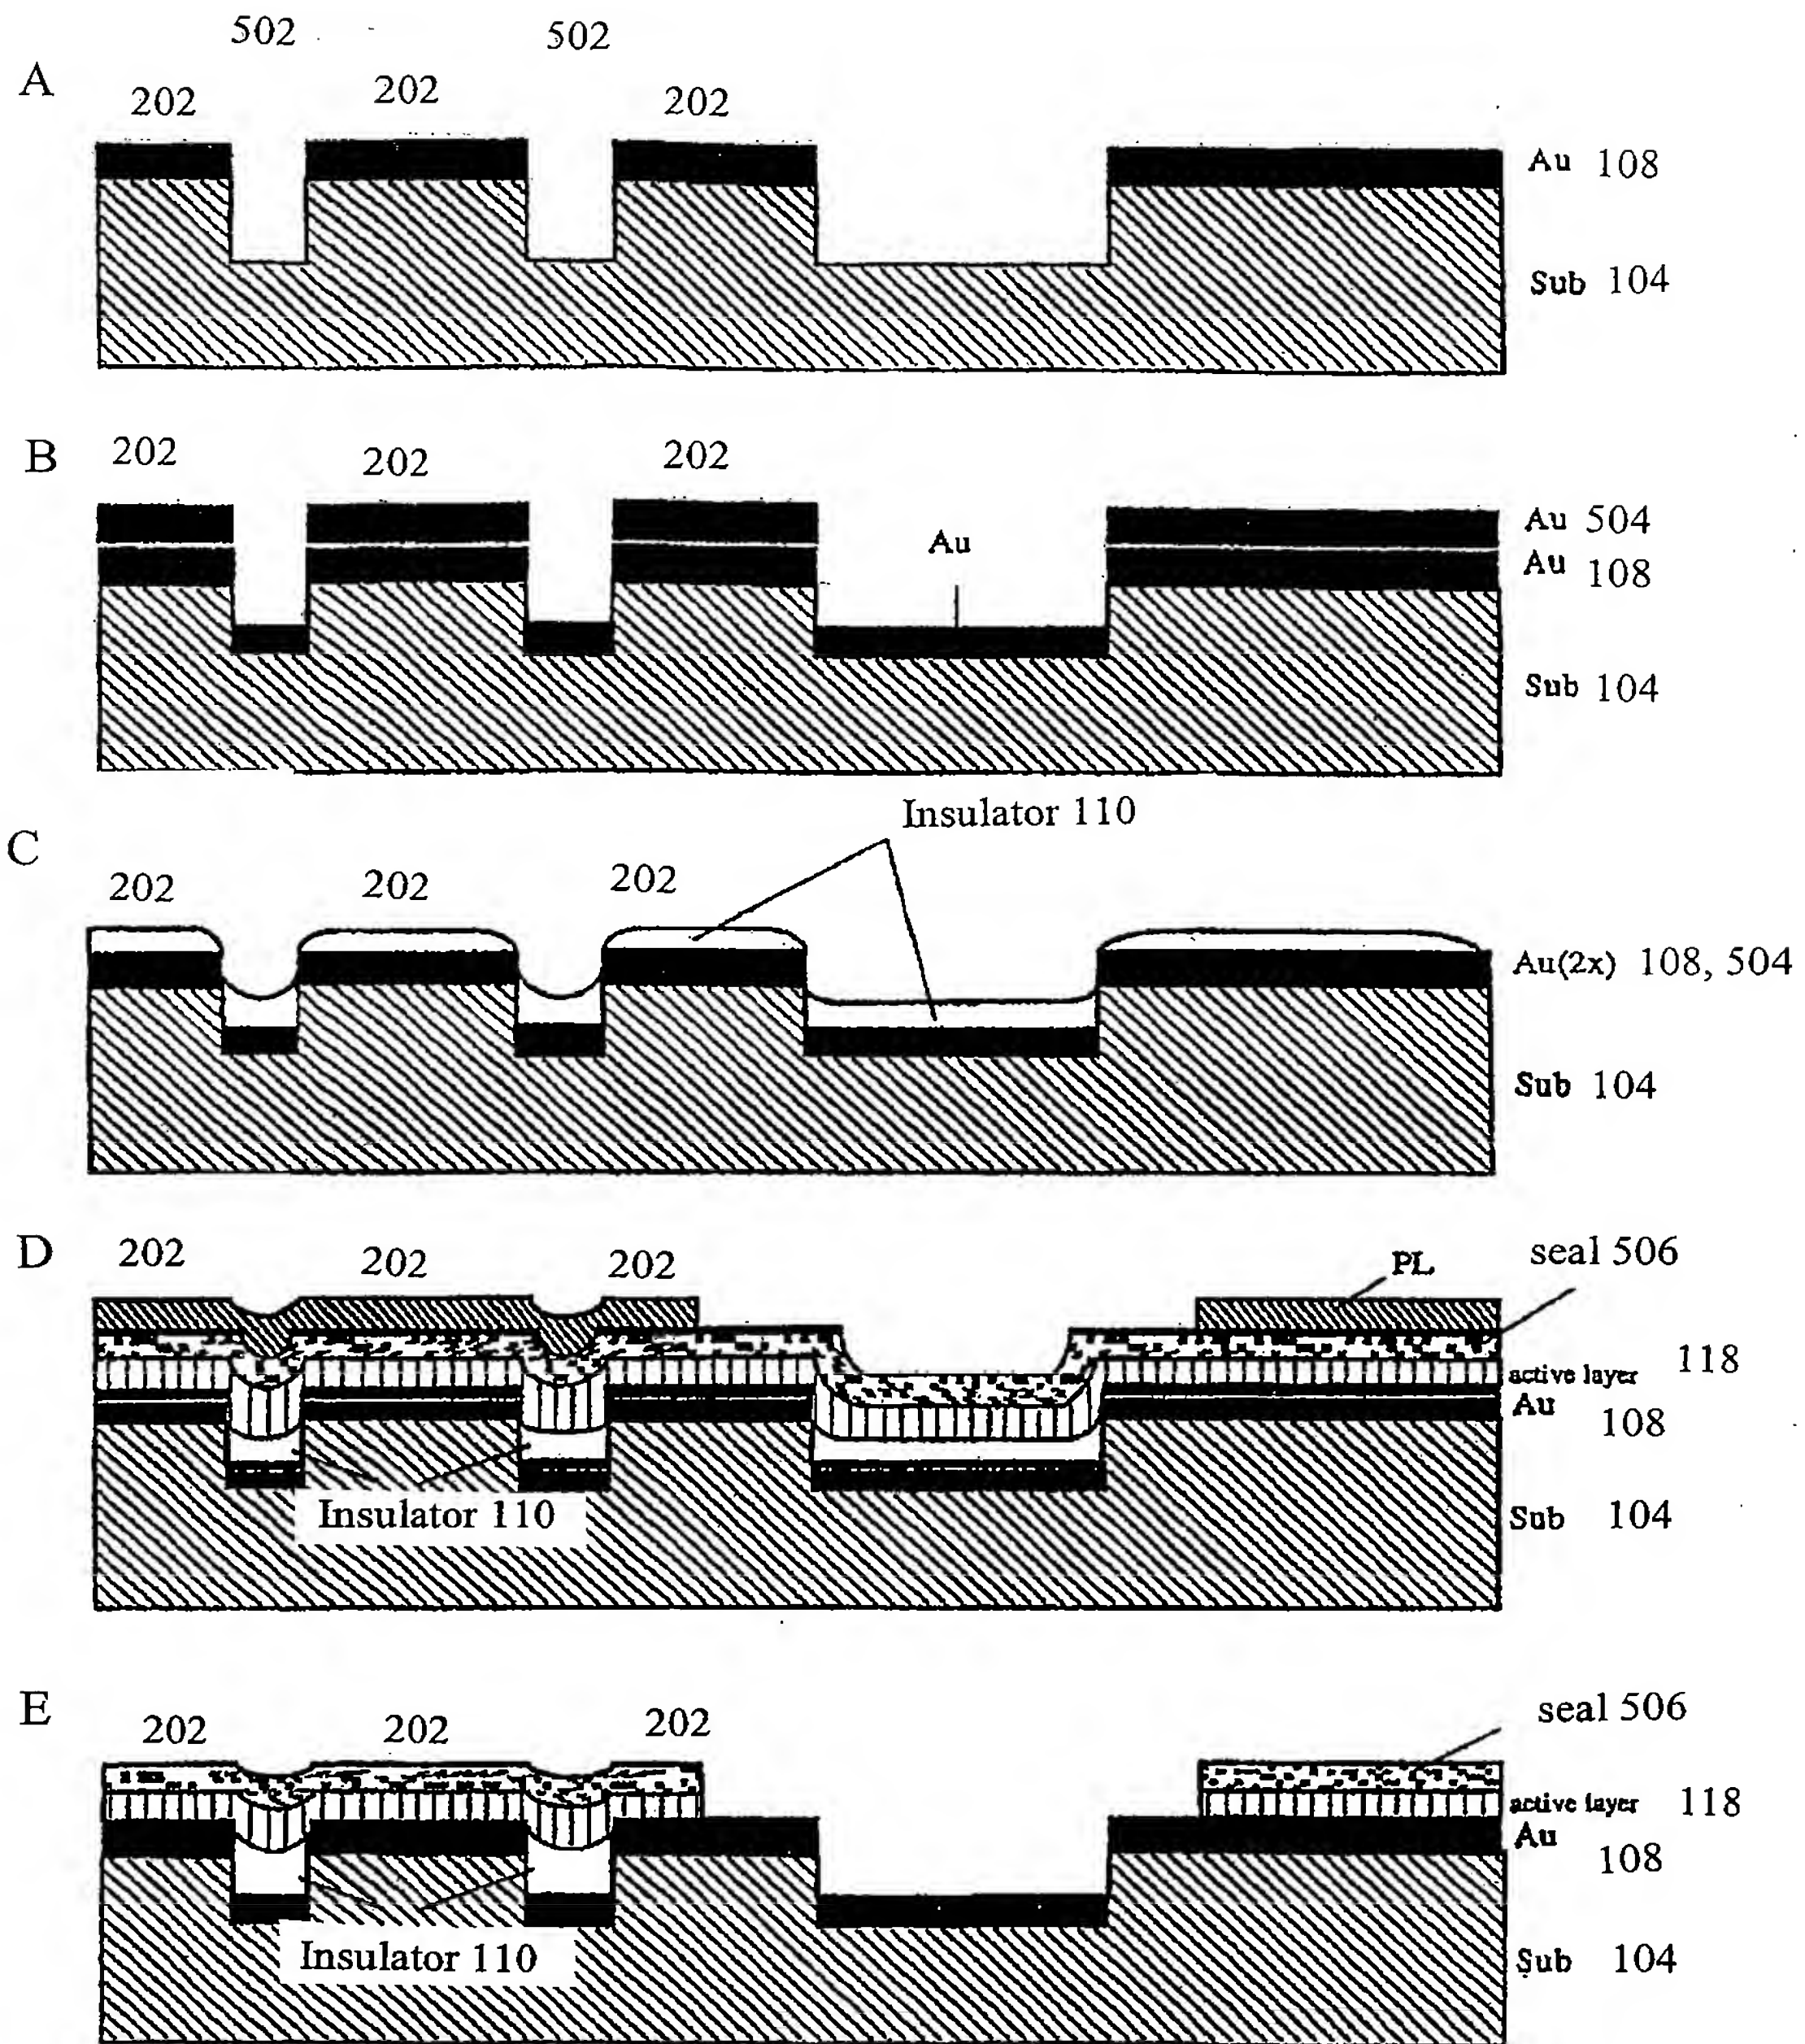 502 502
A
202 202 202
Au 108
Sub 104
B 202 202 202
Au 504
Au
Au 108
Sub 104
Insulator 110
C
202 202 202
Au(2x) 108, 504
Sub 104
D 202 202 202 PL seal 506
active layer 118
Au 108
Insulator 110
Sub 104
E 202 202 202 seal 506
active layer 118
Au 108
Insulator 110
Sub 104